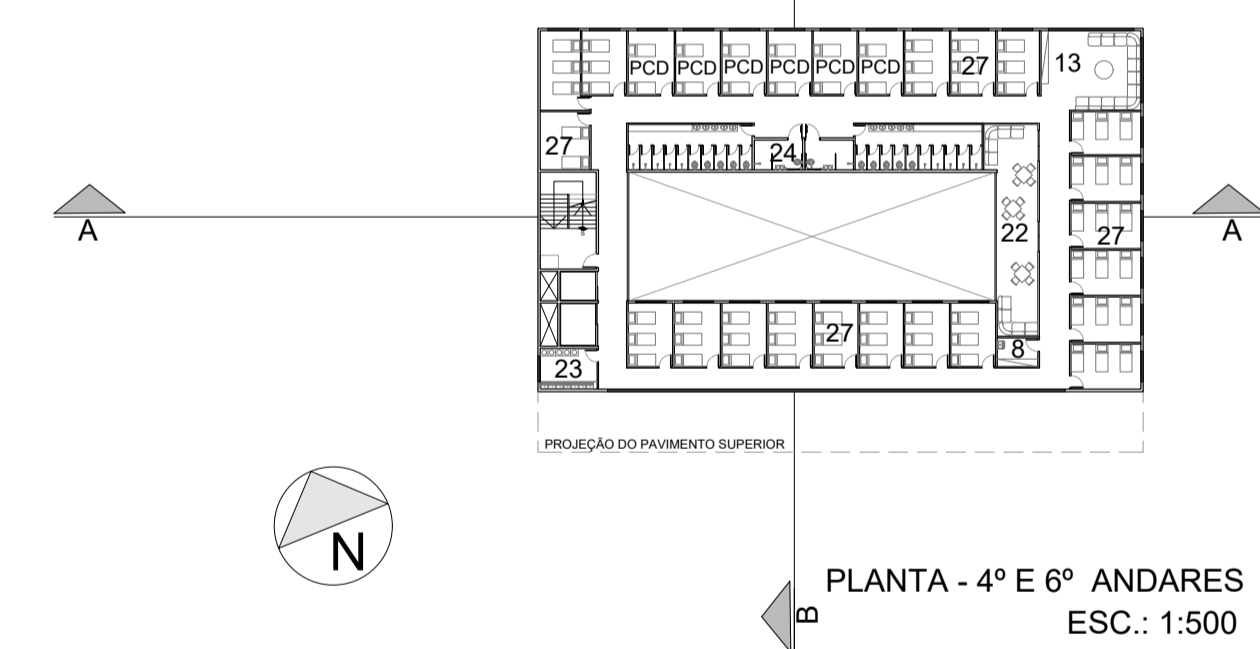 PCD PCD PCD PCD PCD PCD 27 13
27 24
A 22 27 A
27 8
23
PROJEÇÃO DO PAVIMENTO SUPERIOR
N
PLANTA - 4º E 6º ANDARES
B
ESC.: 1:500